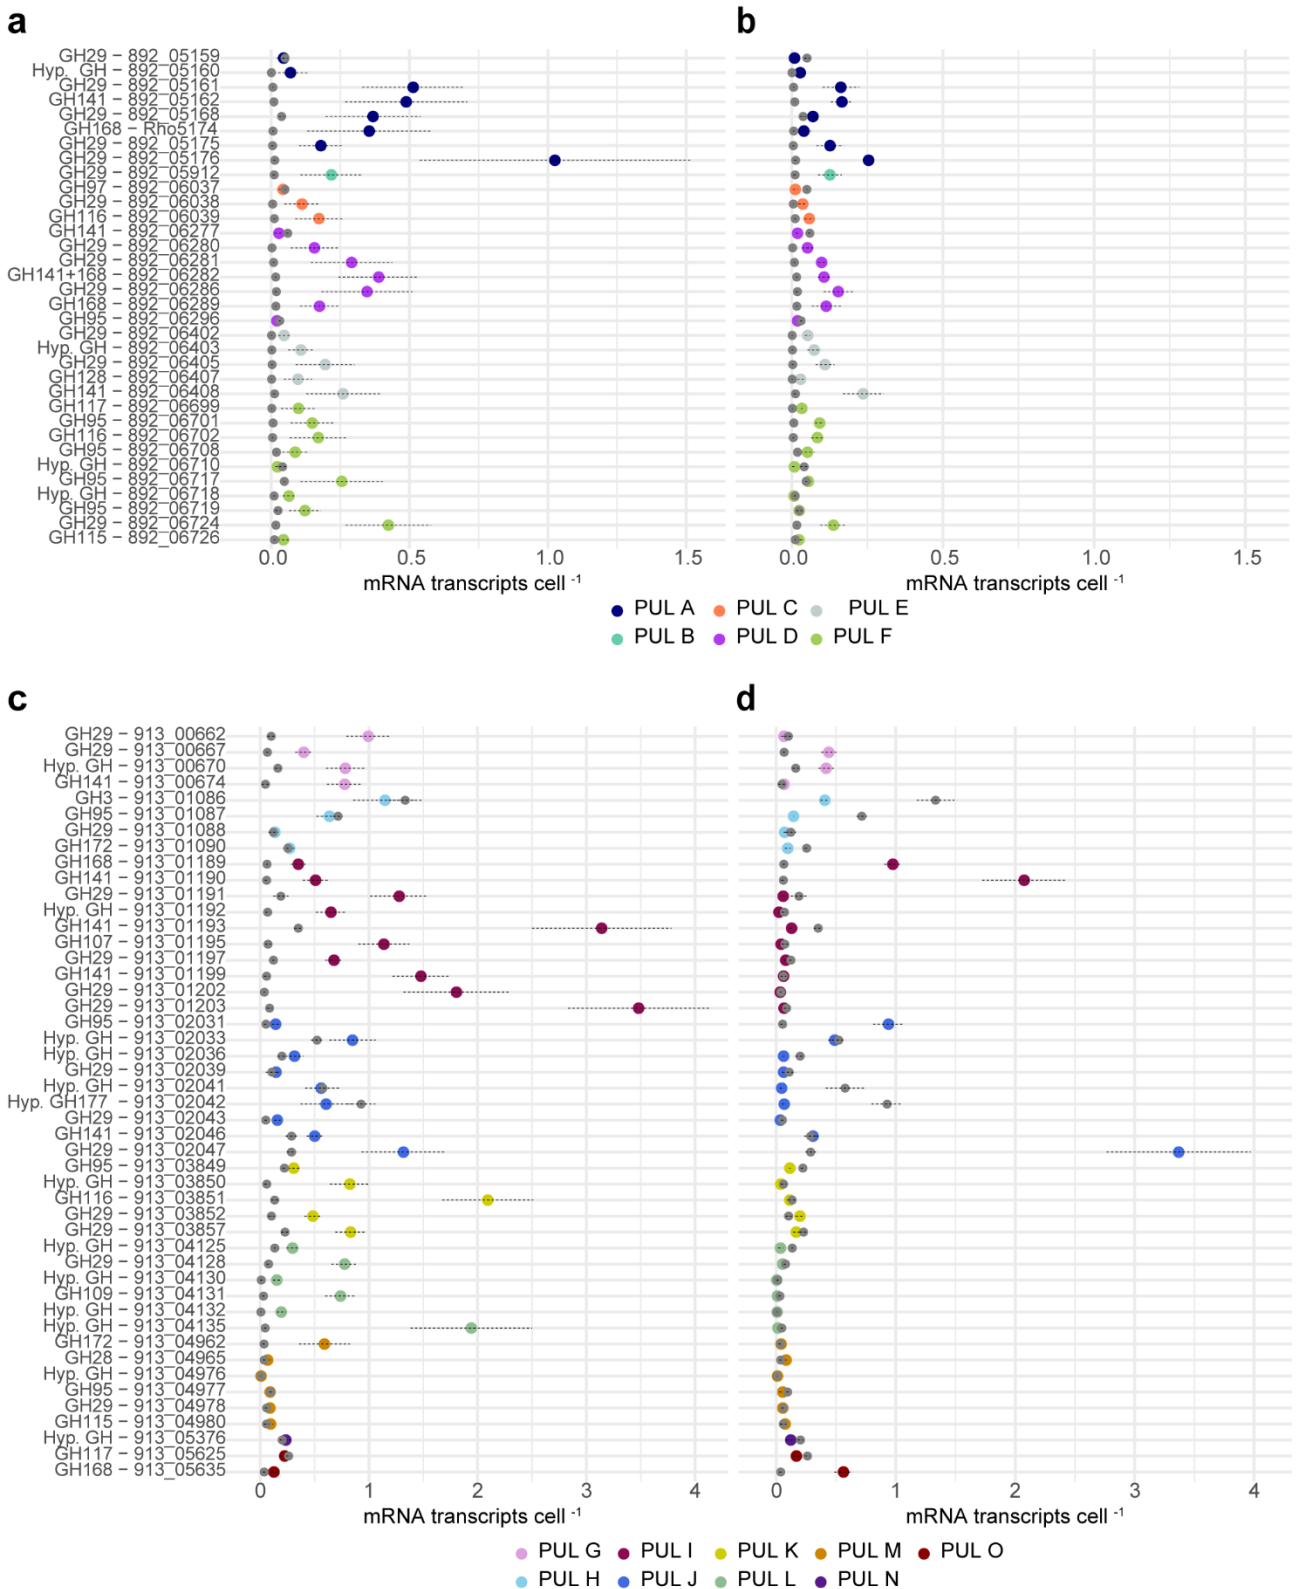 a
b
GH29 – 892_05159
Hyp. GH – 892_05160
GH29 – 892_05161
GH141 – 892_05162
GH29 – 892_05168
GH168 – Rho5174
GH29 – 892_05175
GH29 – 892_05176
GH29 – 892_05912
GH97 – 892_06037
GH29 – 892_06038
GH116 – 892_06039
GH141 – 892_06277
GH29 – 892_06280
GH29 – 892_06281
GH141+168 – 892_06282
GH29 – 892_06286
GH168 – 892_06289
GH95 – 892_06296
GH29 – 892_06402
Hyp. GH – 892_06403
GH29 – 892_06405
GH128 – 892_06407
GH141 – 892_06408
GH117 – 892_06699
GH95 – 892_06701
GH116 – 892_06702
GH95 – 892_06708
Hyp. GH – 892_06710
GH95 – 892_06717
Hyp. GH – 892_06718
GH95 – 892_06719
GH29 – 892_06724
GH115 – 892_06726
0.0 0.5 1.0 1.5 0.0 0.5 1.0 1.5
mRNA transcripts cell -1 mRNA transcripts cell -1
PUL A PUL C PUL E
PUL B PUL D PUL F
c
d
GH29 – 913_00662
GH29 – 913_00667
Hyp. GH – 913_00670
GH141 – 913_00674
GH3 – 913_01086
GH95 – 913_01087
GH29 – 913_01088
GH172 – 913_01090
GH168 – 913_01189
GH141 – 913_01190
GH29 – 913_01191
Hyp. GH – 913_01192
GH141 – 913_01193
GH107 – 913_01195
GH29 – 913_01197
GH141 – 913_01199
GH29 – 913_01202
GH29 – 913_01203
GH95 – 913_02031
Hyp. GH – 913_02033
Hyp. GH – 913_02036
GH29 – 913_02039
Hyp. GH – 913_02041
Hyp. GH177 – 913_02042
GH29 – 913_02043
GH141 – 913_02046
GH29 – 913_02047
GH95 – 913_03849
Hyp. GH – 913_03850
GH116 – 913_03851
GH29 – 913_03852
GH29 – 913_03857
Hyp. GH – 913_04125
GH29 – 913_04128
Hyp. GH – 913_04130
GH109 – 913_04131
Hyp. GH – 913_04132
Hyp. GH – 913_04135
GH172 – 913_04962
GH28 – 913_04965
Hyp. GH – 913_04976
GH95 – 913_04977
GH29 – 913_04978
GH115 – 913_04980
Hyp. GH – 913_05376
GH117 – 913_05625
GH168 – 913_05635
0 1 2 3 4 0 1 2 3 4
mRNA transcripts cell -1 mRNA transcripts cell -1
PUL G PUL I PUL K PUL M PUL O
PUL H PUL J PUL L PUL N